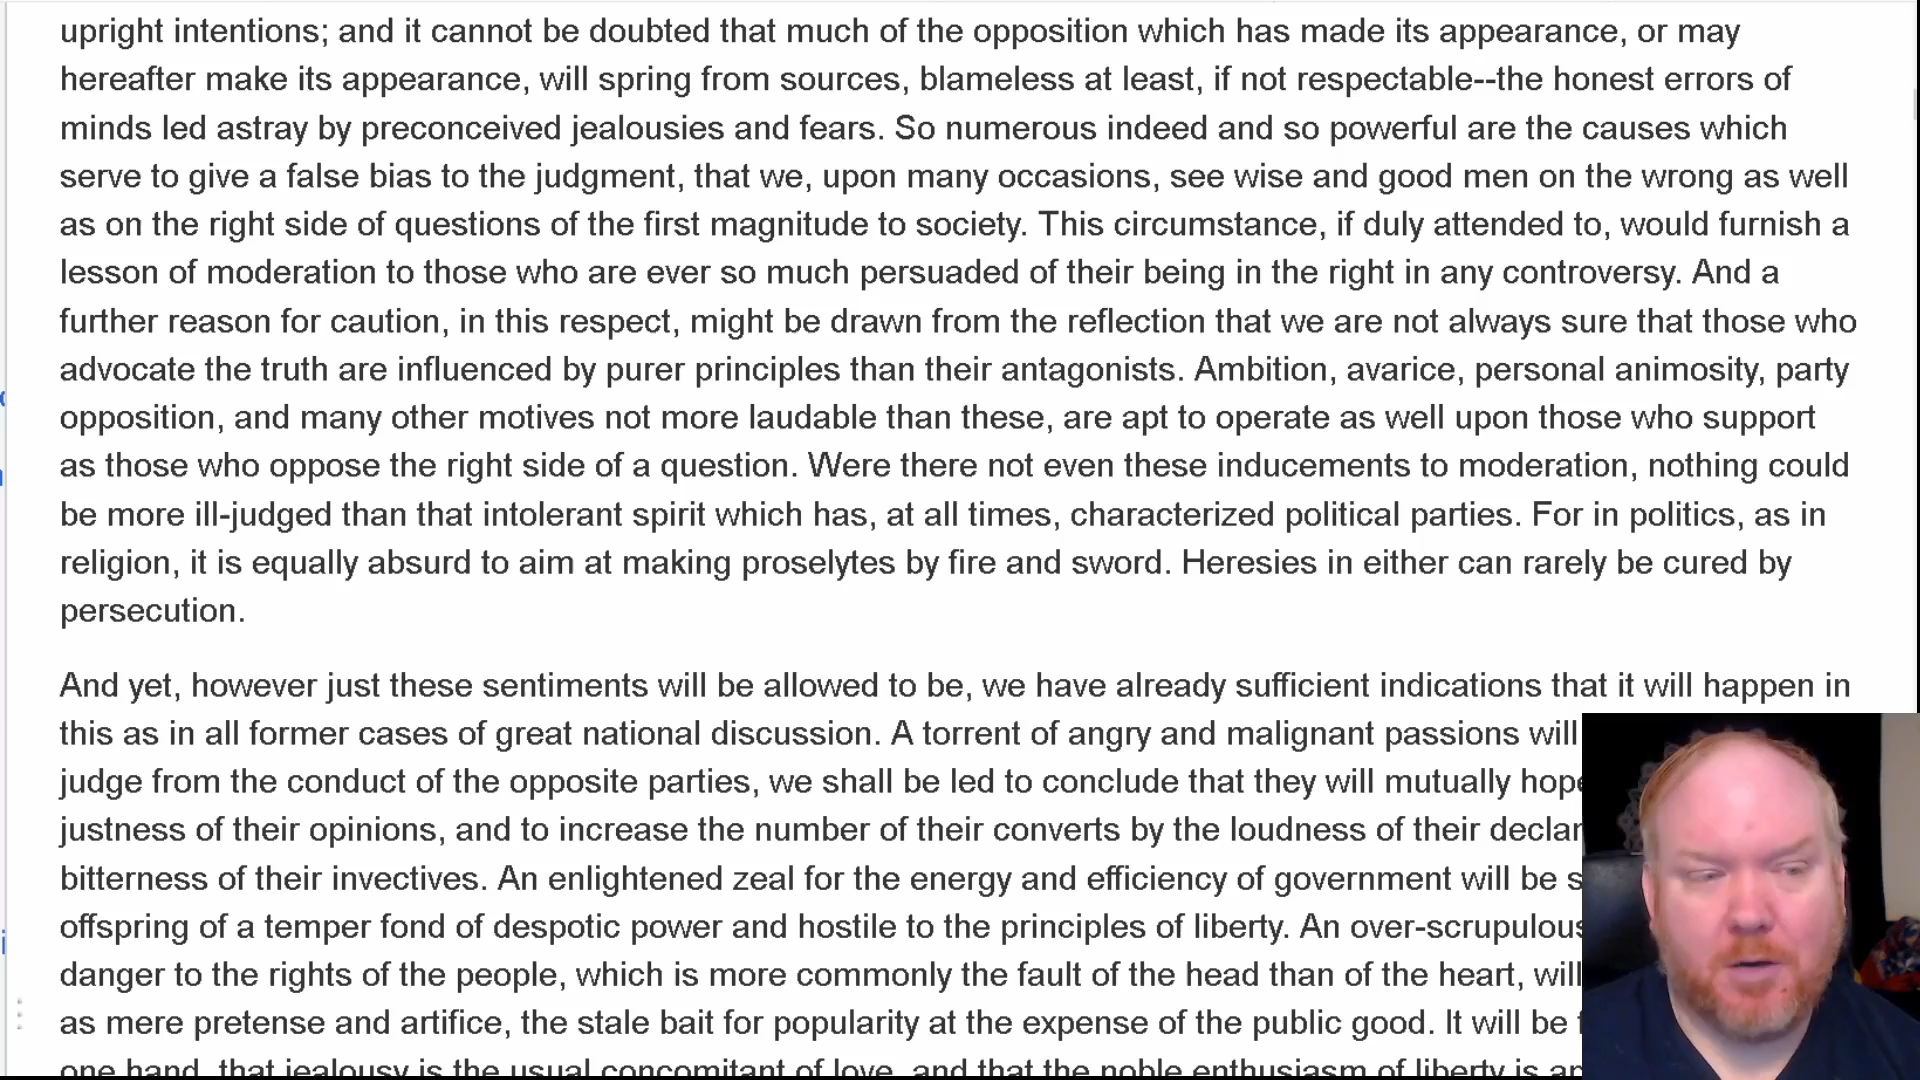 upright intentions; and it cannot be doubted that much of the opposition which has made its appearance, or may
hereafter make its appearance, will spring from sources, blameless at least, if not respectable--the honest errors of
minds led astray by preconceived jealousies and fears. So numerous indeed and so powerful are the causes which
serve to give a false bias to the judgment, that we, upon many occasions, see wise and good men on the wrong as well
as on the right side of questions of the first magnitude to society. This circumstance, if duly attended to, would furnish a
lesson of moderation to those who are ever so much persuaded of their being in the right in any controversy. And a
further reason for caution, in this respect, might be drawn from the reflection that we are not always sure that those who
advocate the truth are influenced by purer principles than their antagonists. Ambition, avarice, personal animosity, party
opposition, and many other motives not more laudable than these, are apt to operate as well upon those who support
as those who oppose the right side of a question. Were there not even these inducements to moderation, nothing could
be more ill-judged than that intolerant spirit which has, at all times, characterized political parties. For in politics, as in
religion, it is equally absurd to aim at making proselytes by fire and sword. Heresies in either can rarely be cured by
persecution.
And yet, however just these sentiments will be allowed to be, we have already sufficient indications that it will happen in
this as in all former cases of great national discussion. A torrent of angry and malignant passions will
judge from the conduct of the opposite parties, we shall be led to conclude that they will mutually hope
justness of their opinions, and to increase the number of their converts by the loudness of their
bitterness of their invectives. An enlightened zeal for the energy and efficiency of government will be
offspring of a temper fond of despotic power and hostile to the principles of liberty. An over-scrupulous
danger to the rights of the people, which is more commonly the fault of the head than of the heart, will
as mere pretense and artifice, the stale bait for popularity at the expense of the public good. It will be
one hand, that jealousy is the usual concomitant of love, and that the noble enthusiasm of liberty is